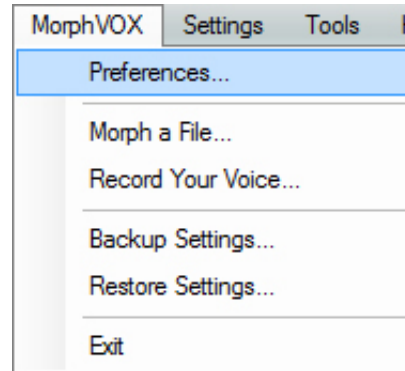 MorphVOX Settings Tools
Preferences...
Morph a File...
Record Your Voice...
Backup Settings...
Restore Settings...
Exit